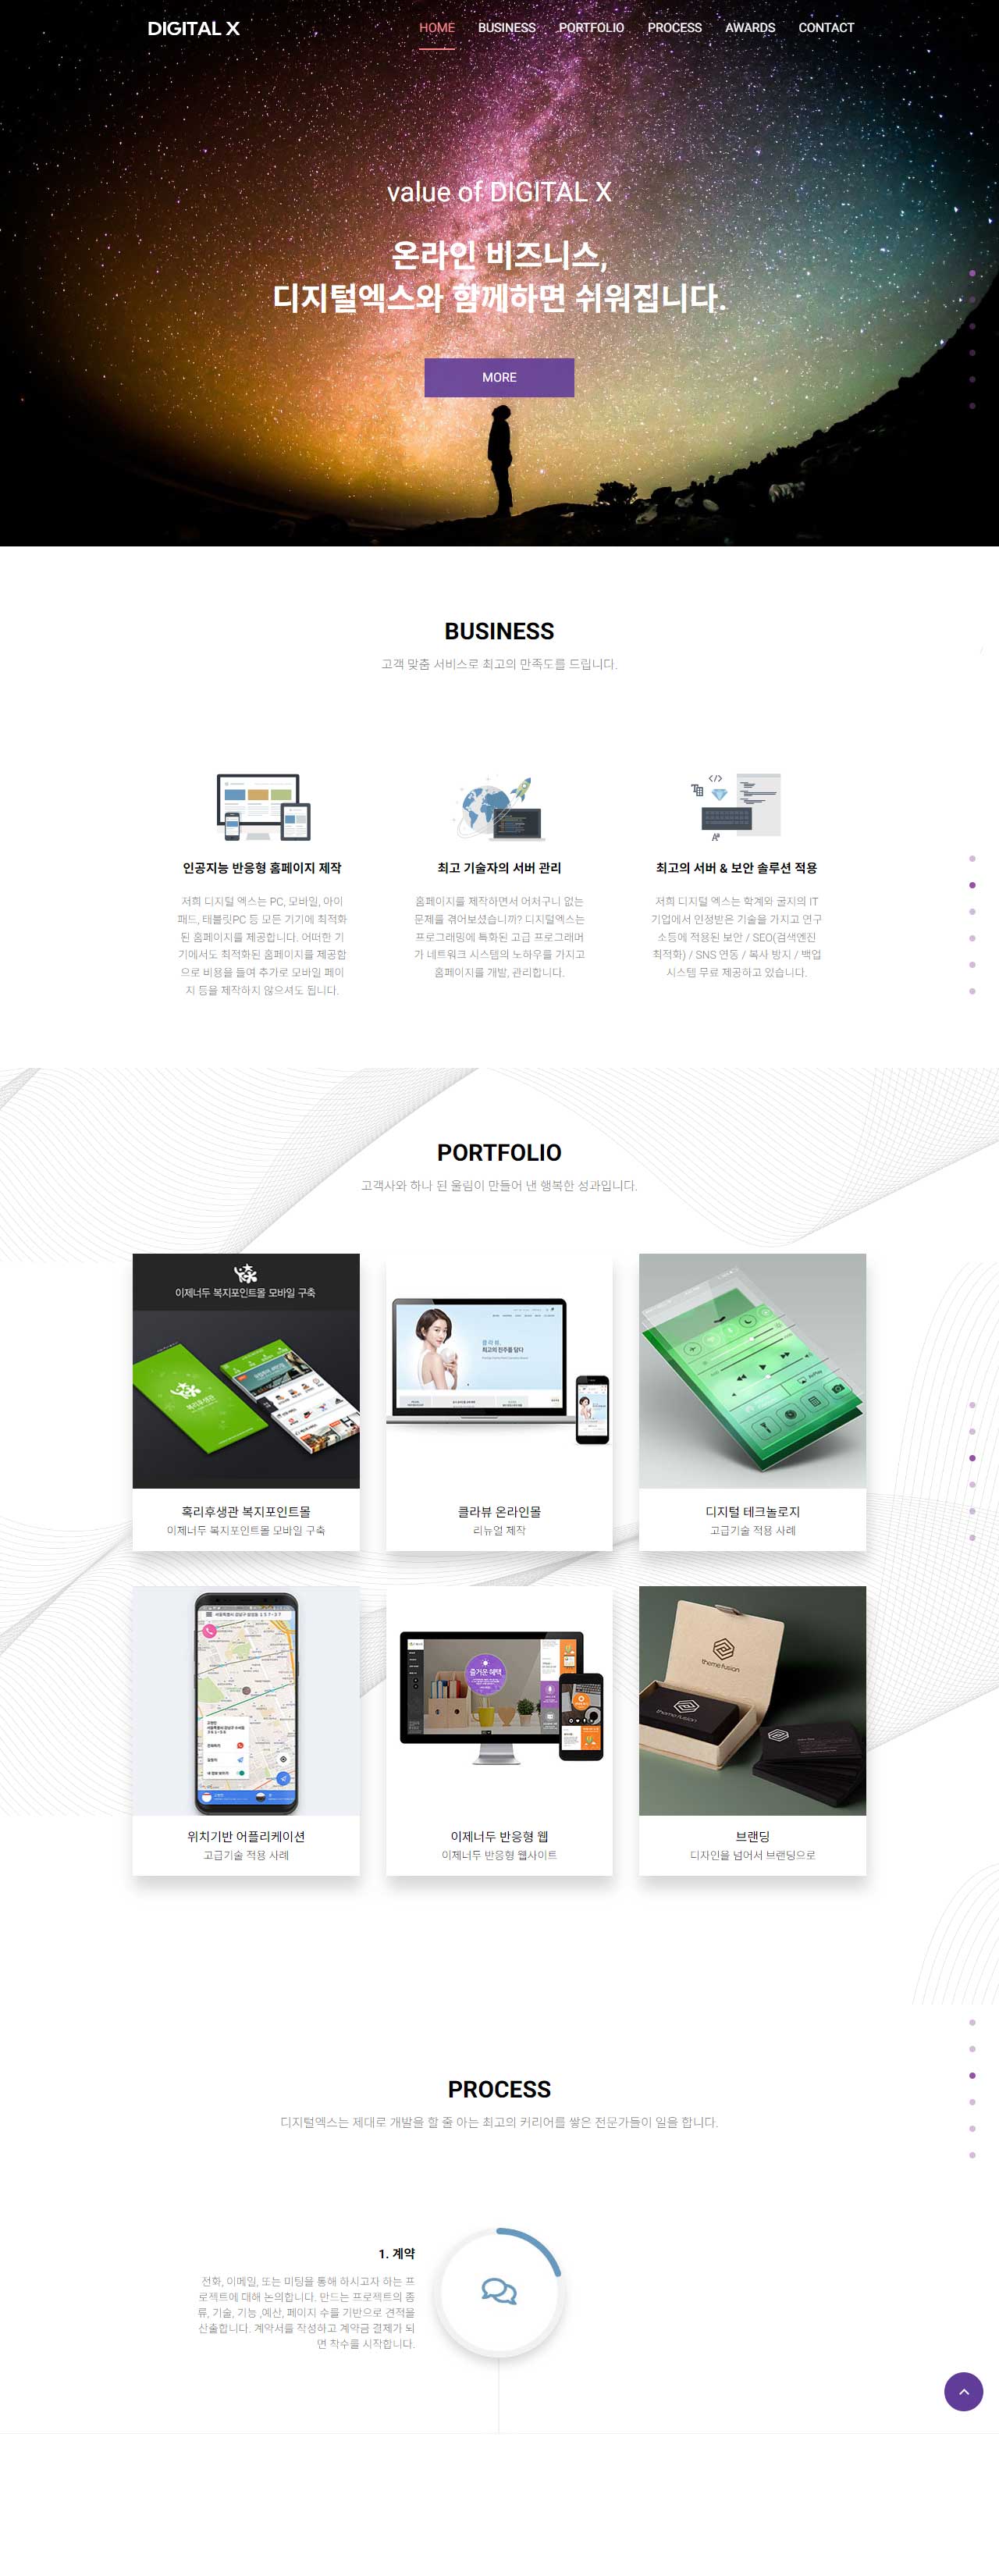 DIGITAL X
HOME
BUSINESS
PORTFOLIO
PROCESS
AWARDS
CONTACT
value of DIGITAL X
온라인 비즈니스,
디지털엑스와 함께하면 쉬워집니다.
MORE
BUSINESS
고객 맞춤 서비스로 최고의 만족도를 드립니다.
인공지능 반응형 홈페이지 제작
저희 디지털 엑스는 PC, 모바일, 아이
패드, 태블릿PC 등 모든 기기에 최적화
된 홈페이지를 제공합니다. 어떠한 기
기에서도 최적화된 홈페이지를 제공함
으로 비용을 들여 추가로 모바일 페이
지 등을 제작하지 않으셔도 됩니다.
최고 기술자의 서버 관리
홈페이지를 제작하면서 어처구니 없는
문제를 겪어보셨습니까? 디지털엑스는
프로그래밍에 특화된 고급 프로그래머
가 네트워크 시스템의 노하우를 가지고
홈페이지를 개발, 관리합니다.
최고의 서버 & 보안 솔루션 적용
저희 디지털 엑스는 학계와 굴지의 IT
기업에서 인정받은 기술을 가지고 연구
소등에 적용된 보안 / SEO(검색엔진
최적화) / SNS 연동 / 복사 방지 / 백업
시스템 무료 제공하고 있습니다.
PORTFOLIO
고객사와 하나 된 울림이 만들어 낸 행복한 성과입니다.
이제너두 복지포인트몰 모바일 구축
복리후생관
클라뷰,
최고의 진주를 담다
혹리후생관 복지포인트몰
이제너두 복지포인트몰 모바일 구축
클라뷰 온라인몰
리뉴얼 제작
디지털 테크놀로지
고급기술 적용 사례
즐거운 혜택
theme fusion
theme fusion
위치기반 어플리케이션
고급기술 적용 사례
이제너두 반응형 웹
이제너두 반응형 웹사이트
브랜딩
디자인을 넘어서 브랜딩으로
PROCESS
디지털엑스는 제대로 개발을 할 줄 아는 최고의 커리어를 쌓은 전문가들이 일을 합니다.
1. 계약
전화, 이메일, 또는 미팅을 통해 하시고자 하는 프
로젝트에 대해 논의합니다. 만드는 프로젝트의 종
류, 기술, 기능 ,예산, 페이지 수를 기반으로 견적을
산출합니다. 계약서를 작성하고 계약금 결제가 되
면 착수를 시작합니다.